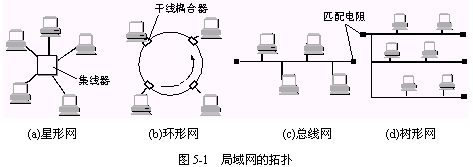 干线耦合器
匹配电阻
集线器
(a)星形网
(b)环形网
(c)总线网
(d)树形网
图 5-1 局域网的拓扑